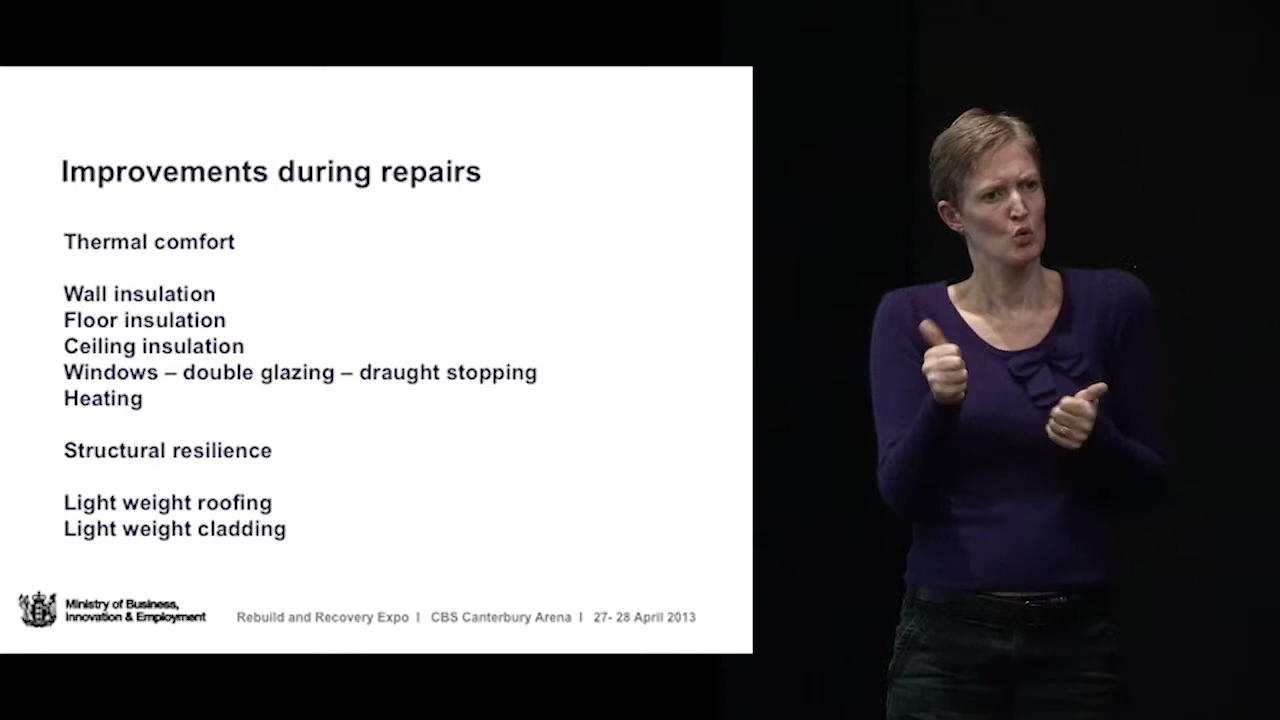 Improvements during repairs
Thermal comfort
Wall insulation
Floor insulation
Ceiling insulation
Windows – double glazing – draught stopping
Heating
Structural resilience
Light weight roofing
Light weight cladding
Ministry of Business,
Innovation & Employment
Rebuild and Recovery Expo I CBS Canterbury Arena I 27- 28 April 2013